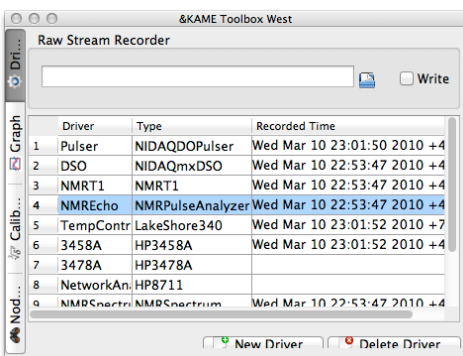 &KAME Toolbox West
Dri...
Raw Stream Recorder
Write
Graph
Calib...
Nod...
Driver Type Recorded Time
1 Pulser NIDAQDOPulser Wed Mar 10 23:01:50 2010 +4
2 DSO NIDAQmxDSO Wed Mar 10 22:53:47 2010 +4
3 NMRT1 NMRT1 Wed Mar 10 22:53:47 2010 +4
4 NMREcho NMRPulseAnalyzer Wed Mar 10 22:53:47 2010 +4
5 TempContr LakeShore340 Wed Mar 10 23:01:52 2010 +7
6 3458A HP3458A Wed Mar 10 23:01:52 2010 +4
7 3478A HP3478A
8 NetworkAn HP8711
9 NMRSpectr NMRSpectrum Wed Mar 10 22:53:47 2010 +4
New Driver Delete Driver